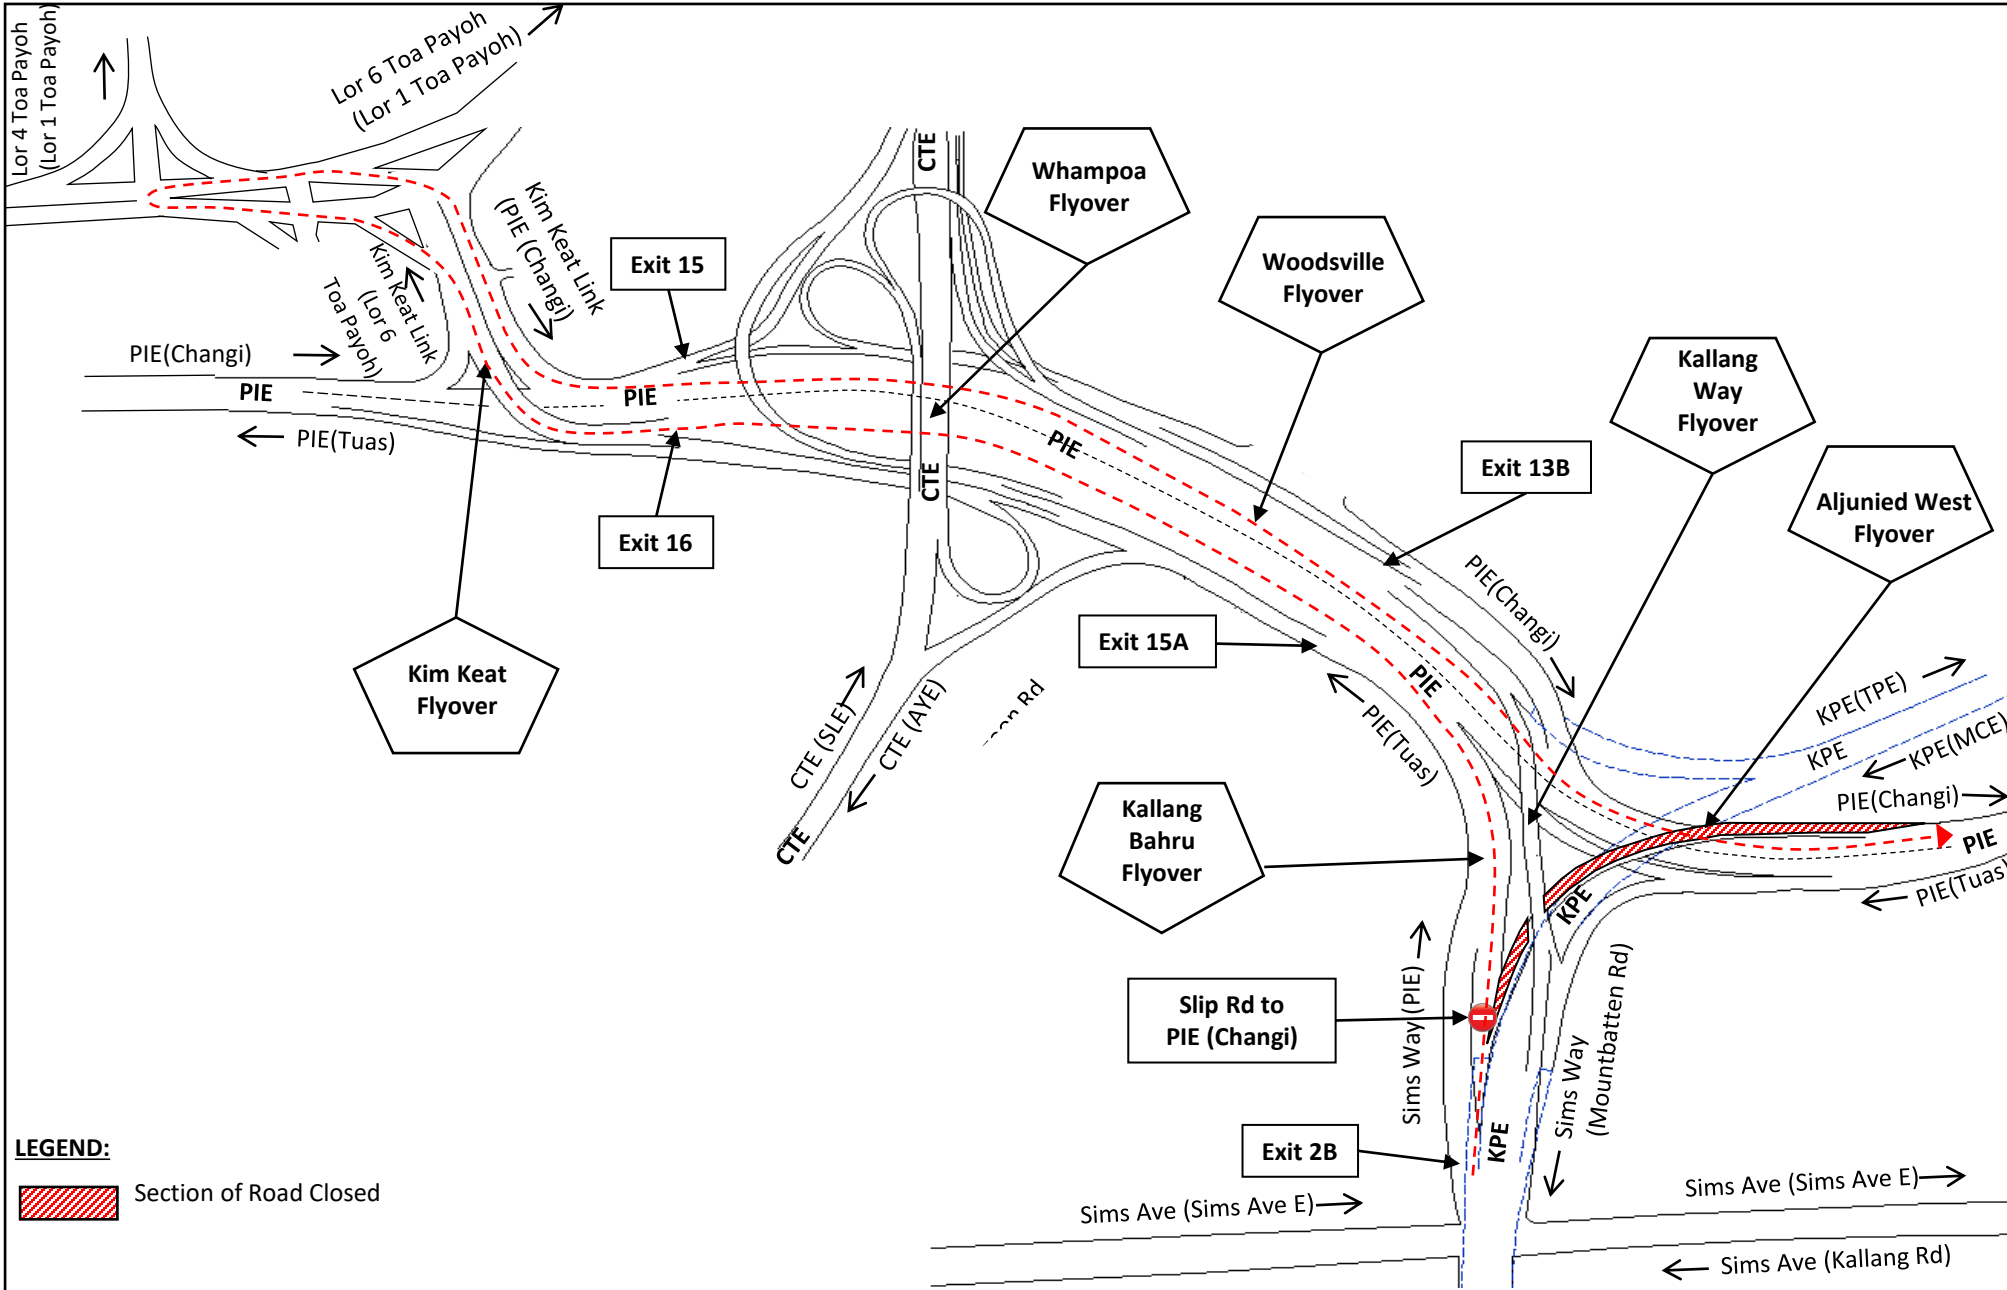 Lor 4 Toa Payoh
(Lor 1 Toa Payoh)
Lor 6 Toa Payoh
(Lor 1 Toa Payoh)
CTE
Whampoa
Flyover
Kim Keat Link
(PIE (Changi)
Exit 15
Woodsville
Flyover
Kim Keat Link
(Lor 6
Toa Payoh)
PIE(Changi)
PIE
PIE
PIE(Tuas)
PIE
CTE
Kallang
Way
Flyover
Exit 13B
Aljunied West
Flyover
Exit 16
PIE(Changi)
Exit 15A
Kim Keat
Flyover
PIE
PIE(Tuas)
CTE (SLE)
CTE (AYE)
CTE
Rd
KPE(TPE)
KPE
KPE(MCE)
PIE(Changi)
PIE
PIE(Tuas)
Kallang
Bahru
Flyover
KPE
Sims Way (PIE)
Slip Rd to
PIE (Changi)
Sims Way
(Mountbatten Rd)
KPE
Exit 2B
LEGEND:
Section of Road Closed
Sims Ave (Sims Ave E)
Sims Ave (Sims Ave E)
Sims Ave (Kallang Rd)